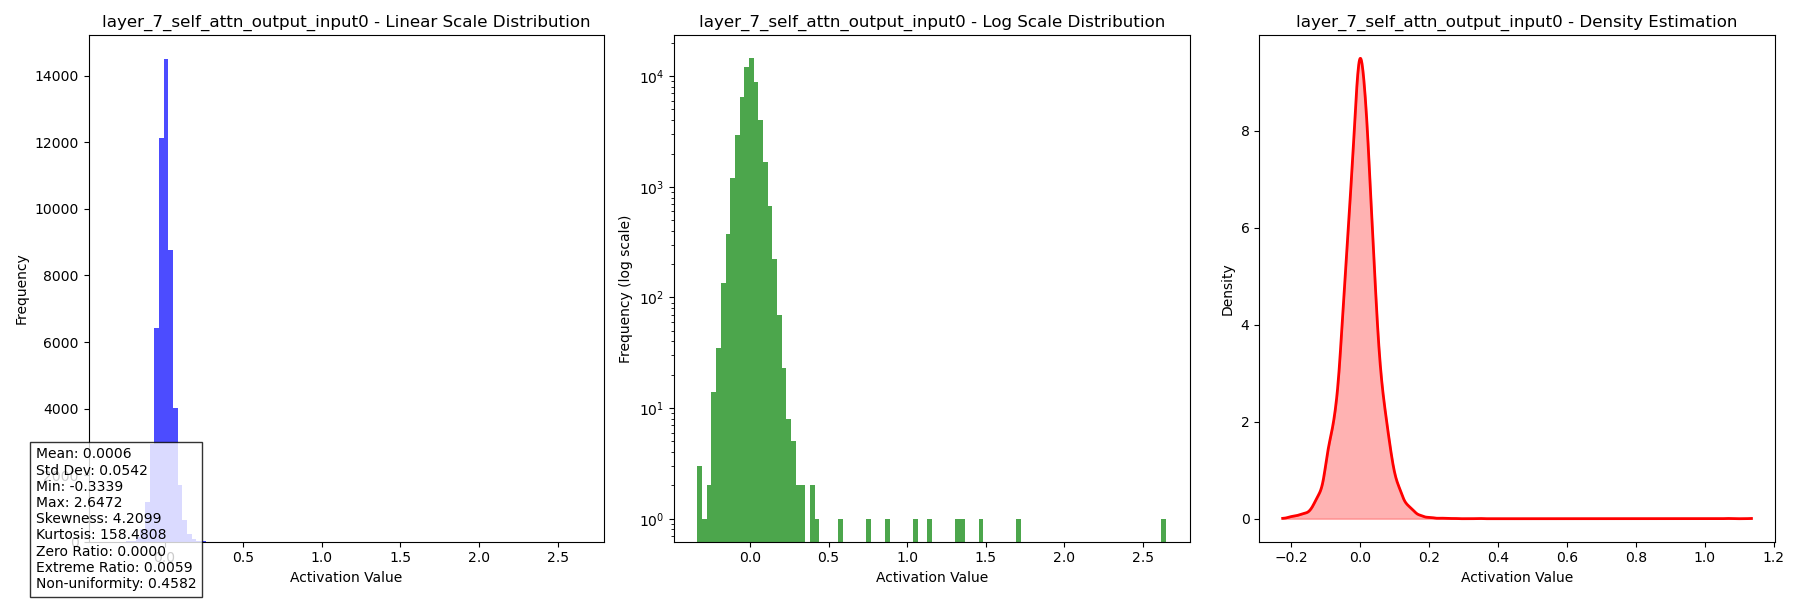 layer_7_self_attn_output_input0 - Linear Scale Distribution
14000
12000
10000
8000
6000
4000
2000
0
Frequency
0.0
0.5
1.0
1.5
2.0
2.5
Activation Value
Mean: 0.0006
Std Dev: 0.0542
Min: -0.3339
Max: 2.6472
Skewness: 4.2099
Kurtosis: 158.4808
Zero Ratio: 0.0000
Extreme Ratio: 0.0059
Non-uniformity: 0.4582
layer_7_self_attn_output_input0 - Log Scale Distribution
10⁴
10³
10²
10¹
10⁰
Frequency (log scale)
0.0
0.5
1.0
1.5
2.0
2.5
Activation Value
layer_7_self_attn_output_input0 - Density Estimation
8
6
4
2
0
Density
−0.2
0.0
0.2
0.4
0.6
0.8
1.0
1.2
Activation Value